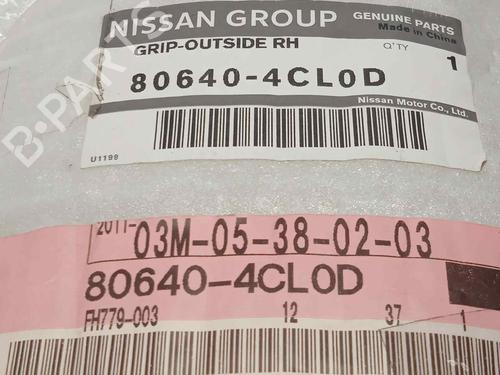 NISSAN GROUP
GENUINE PARTS
Made in China
GRIP-OUTSIDE RH
Q'TY
80640-4CL0D
1
Nissan Motor Co., Ltd.
U1198
B-PARTS
2011-
03M-05-38-02-03
80640-4CL0D
FH779-003
12
37
1